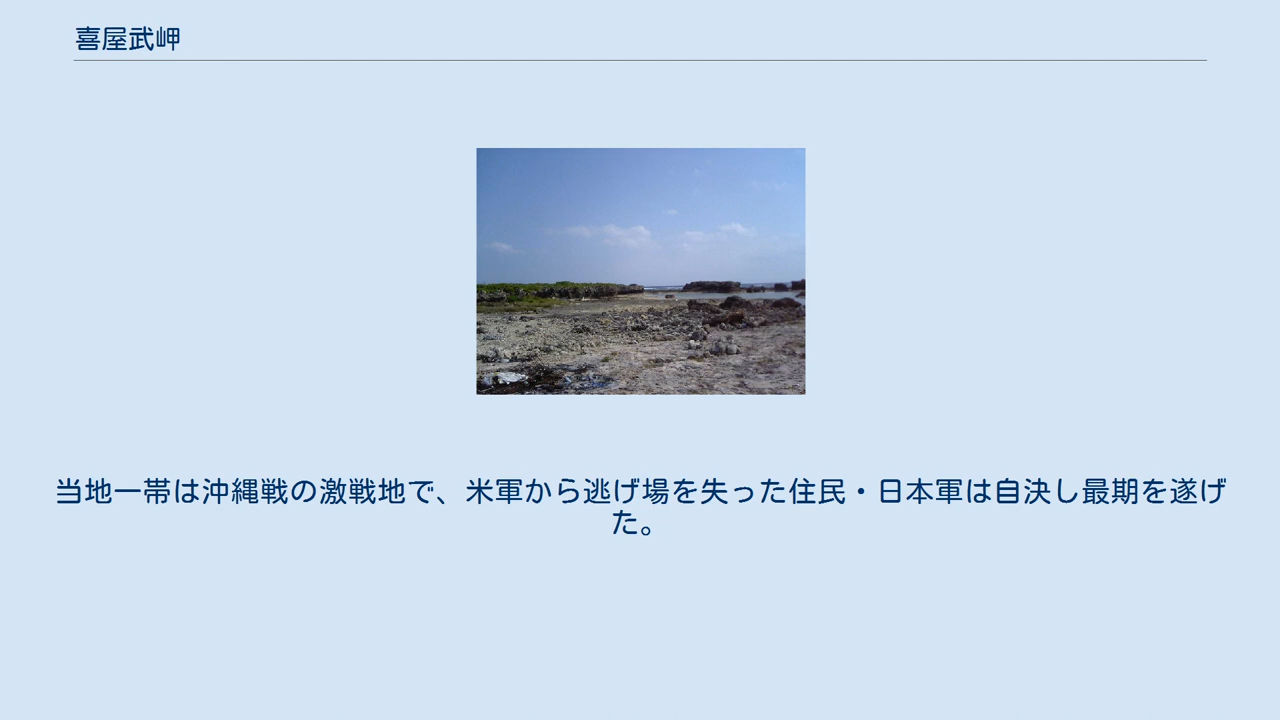 喜屋武岬
当地一帯は沖縄戦の激戦地で、米軍から逃げ場を失った住民・日本軍は自決し最期を遂げ
た。